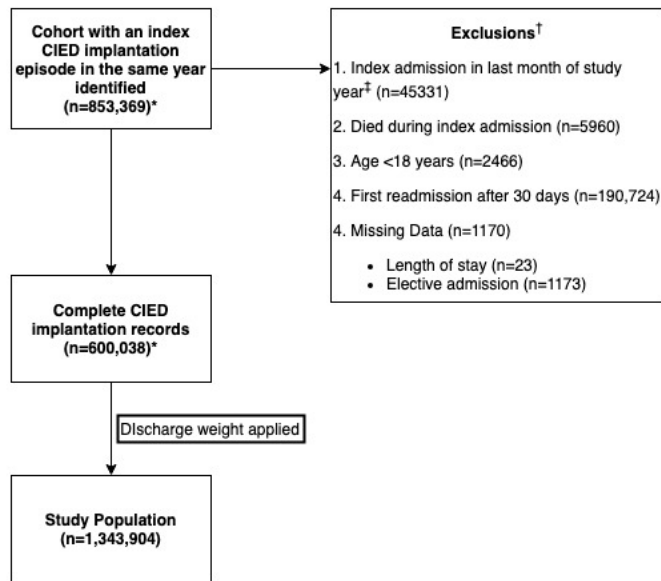 Cohort with an index
CIED implantation
episode in the same year
identified
(n=853,369)*
Exclusions†
1. Index admission in last month of study
year‡ (n=45331)
2. Died during index admission (n=5960)
3. Age <18 years (n=2466)
4. First readmission after 30 days (n=190,724)
4. Missing Data (n=1170)
• Length of stay (n=23)
• Elective admission (n=1173)
Complete CIED
implantation records
(n=600,038)*
DIscharge weight applied
Study Population
(n=1,343,904)